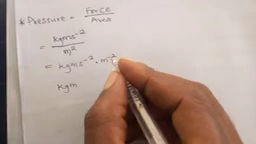 * Pressure = Force / Area
= kgms⁻² / m²
= kgms⁻² · m⁻²
kgm